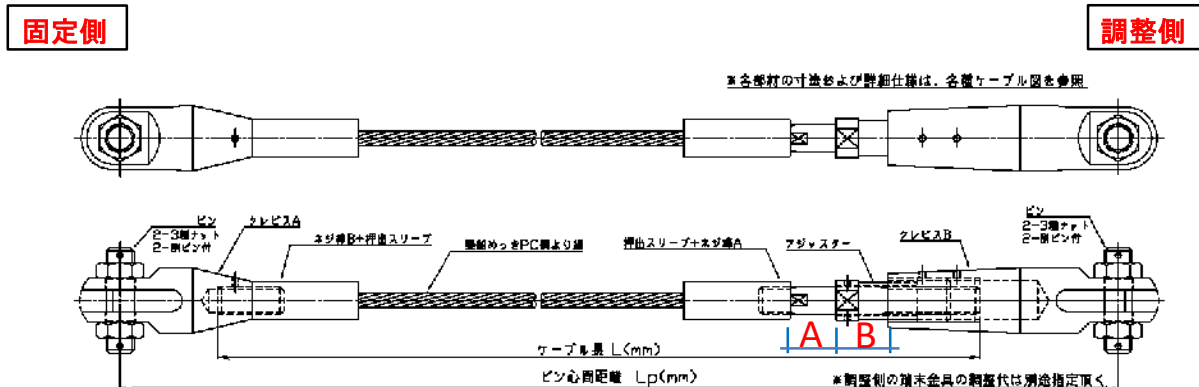 固定側
調整側
※各部材の寸法および詳細仕様は、各種ケーブル図を参照
ピン
2-3種ナット
2-割ピン付
クレビスA
ネジ棒B+押出スリーブ
亜鉛めっきPC鋼より線
押出スリーブ+ネジ棒A
アジャスター
クレビスB
ピン
2-3種ナット
2-割ピン付
A
B
ケーブル長 L(mm)
ピン心間距離 Lp(mm)
※調整側の端末金具の調整代は別途指定頂く